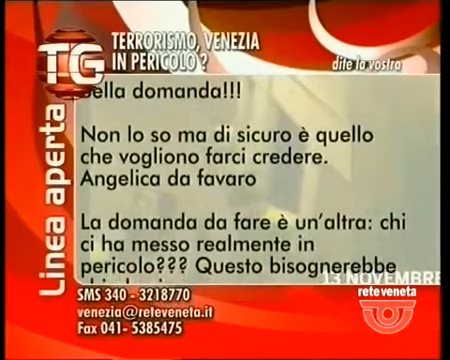 TG
Linea aperta
TERRORISMO, VENEZIA
IN PERICOLO ?
dite la vostra
Bella domanda!!!
Non lo so ma di sicuro è quello
che vogliono farci credere.
Angelica da favaro
La domanda da fare è un'altra: chi
ci ha messo realmente in
pericolo??? Questo bisognerebbe
13 NOVEMBRE
SMS 340 - 3218770
venezia@reteveneta.it
Fax 041- 5385475
reteveneta